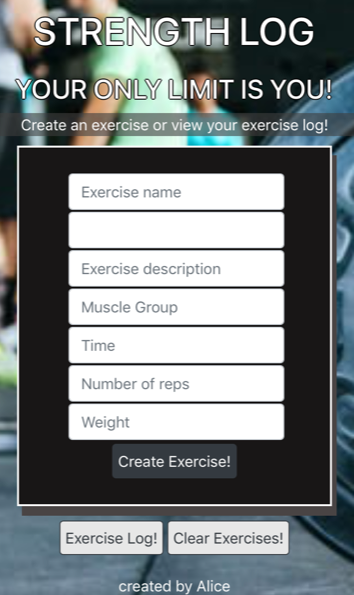 STRENGTH LOG
YOUR ONLY LIMIT IS YOU!
Create an exercise or view your exercise log!
Exercise name
Exercise description
Muscle Group
Time
Number of reps
Weight
Create Exercise!
Exercise Log! Clear Exercises!
created by Alice